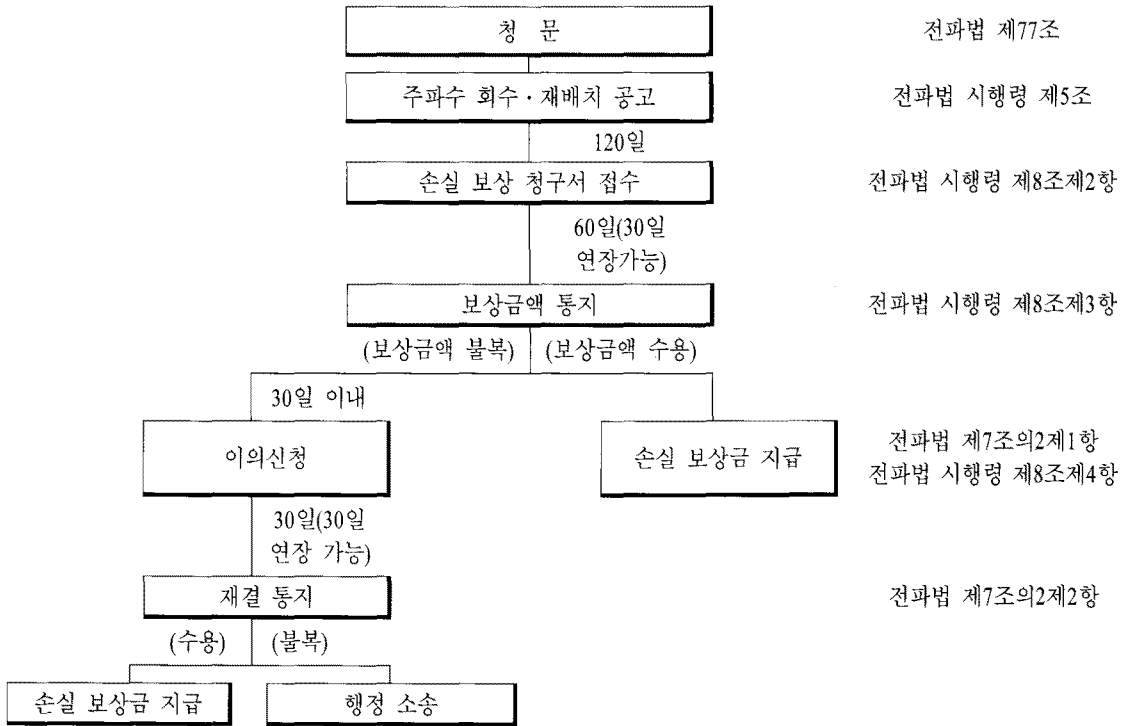 청 문
전파법 제77조
주파수 회수·재배치 공고
전파법 시행령 제5조
120일
손실 보상 청구서 접수
전파법 시행령 제8조제2항
60일(30일
연장가능)
보상금액 통지
전파법 시행령 제8조제3항
(보상금액 불복)
(보상금액 수용)
30일 이내
이의신청
손실 보상금 지급
전파법 제7조의2제1항
전파법 시행령 제8조제4항
30일(30일
연장 가능)
재결 통지
전파법 제7조의2제2항
(수용)
(불복)
손실 보상금 지급
행정 소송